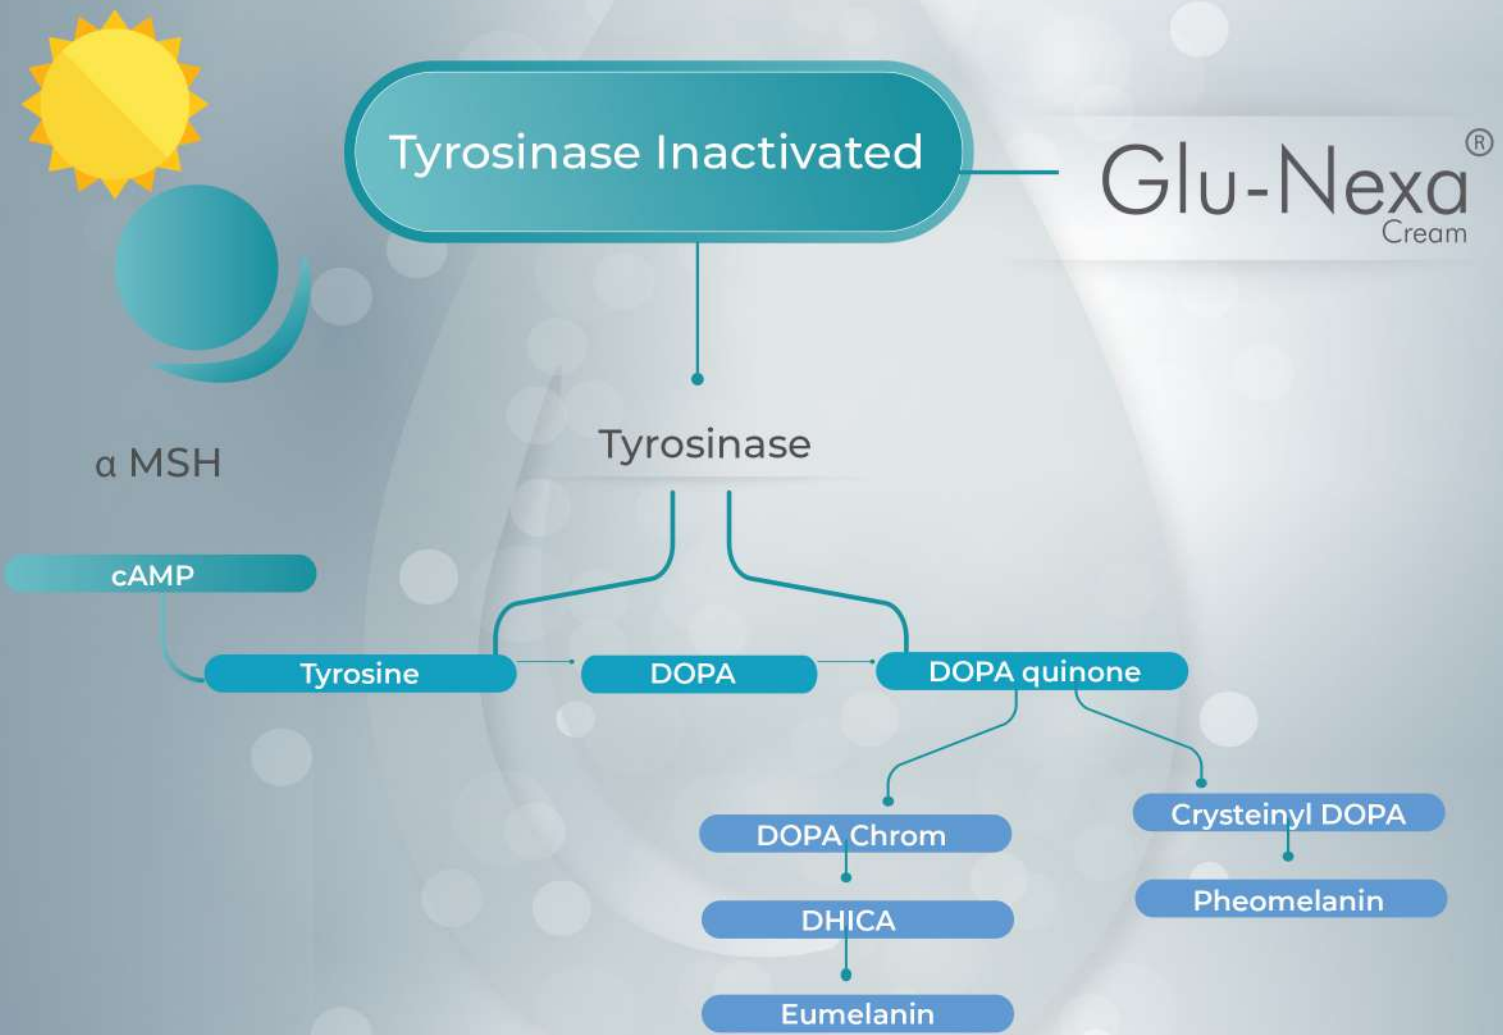 Tyrosinase Inactivated
Glu-Nexa®
Cream
α MSH
Tyrosinase
cAMP
Tyrosine
DOPA
DOPA quinone
DOPA Chrom
Crysteinyl DOPA
DHICA
Pheomelanin
Eumelanin